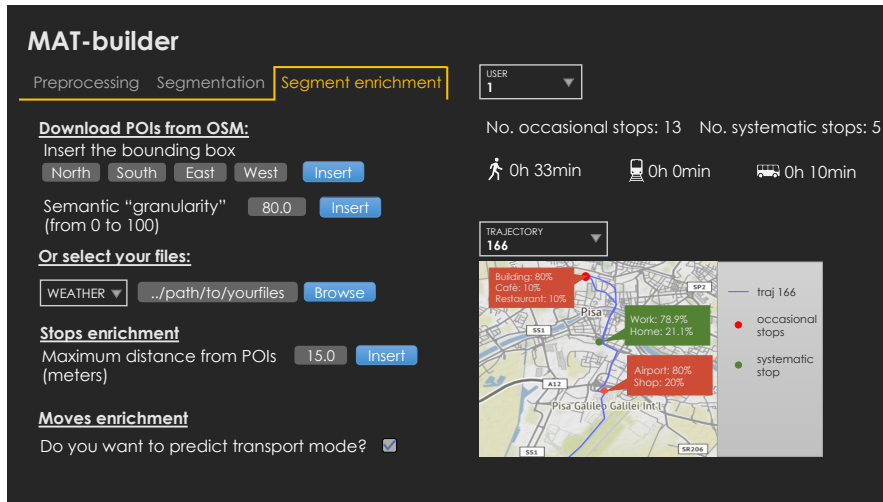 MAT-builder
Preprocessing Segmentation Segment enrichment
Download POIs from OSM:
Insert the bounding box
North South East West Insert
Semantic “granularity” 80.0 Insert
(from 0 to 100)
Or select your files:
WEATHER ../path/to/yourfiles Browse
Stops enrichment
Maximum distance from POIs 15.0 Insert
(meters)
Moves enrichment
Do you want to predict transport mode?
USER
1
No. occasional stops: 13 No. systematic stops: 5
0h 33min 0h 0min 0h 10min
TRAJECTORY
166
Building: 80%
Café: 10%
Restaurant: 10%
SP2
Pisa
SS1
Work: 78.9%
Home: 21.1%
Airport: 80%
Shop: 20%
A12
Pisa Galileo Galilei Int'l
SS1
SR206
traj 166
occasional
stops
systematic
stop